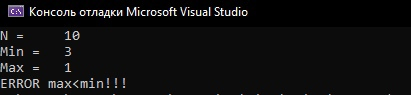 Консоль отладки Microsoft Visual Studio
N =    10
Min =   3
Max =   1
ERROR max<min!!!